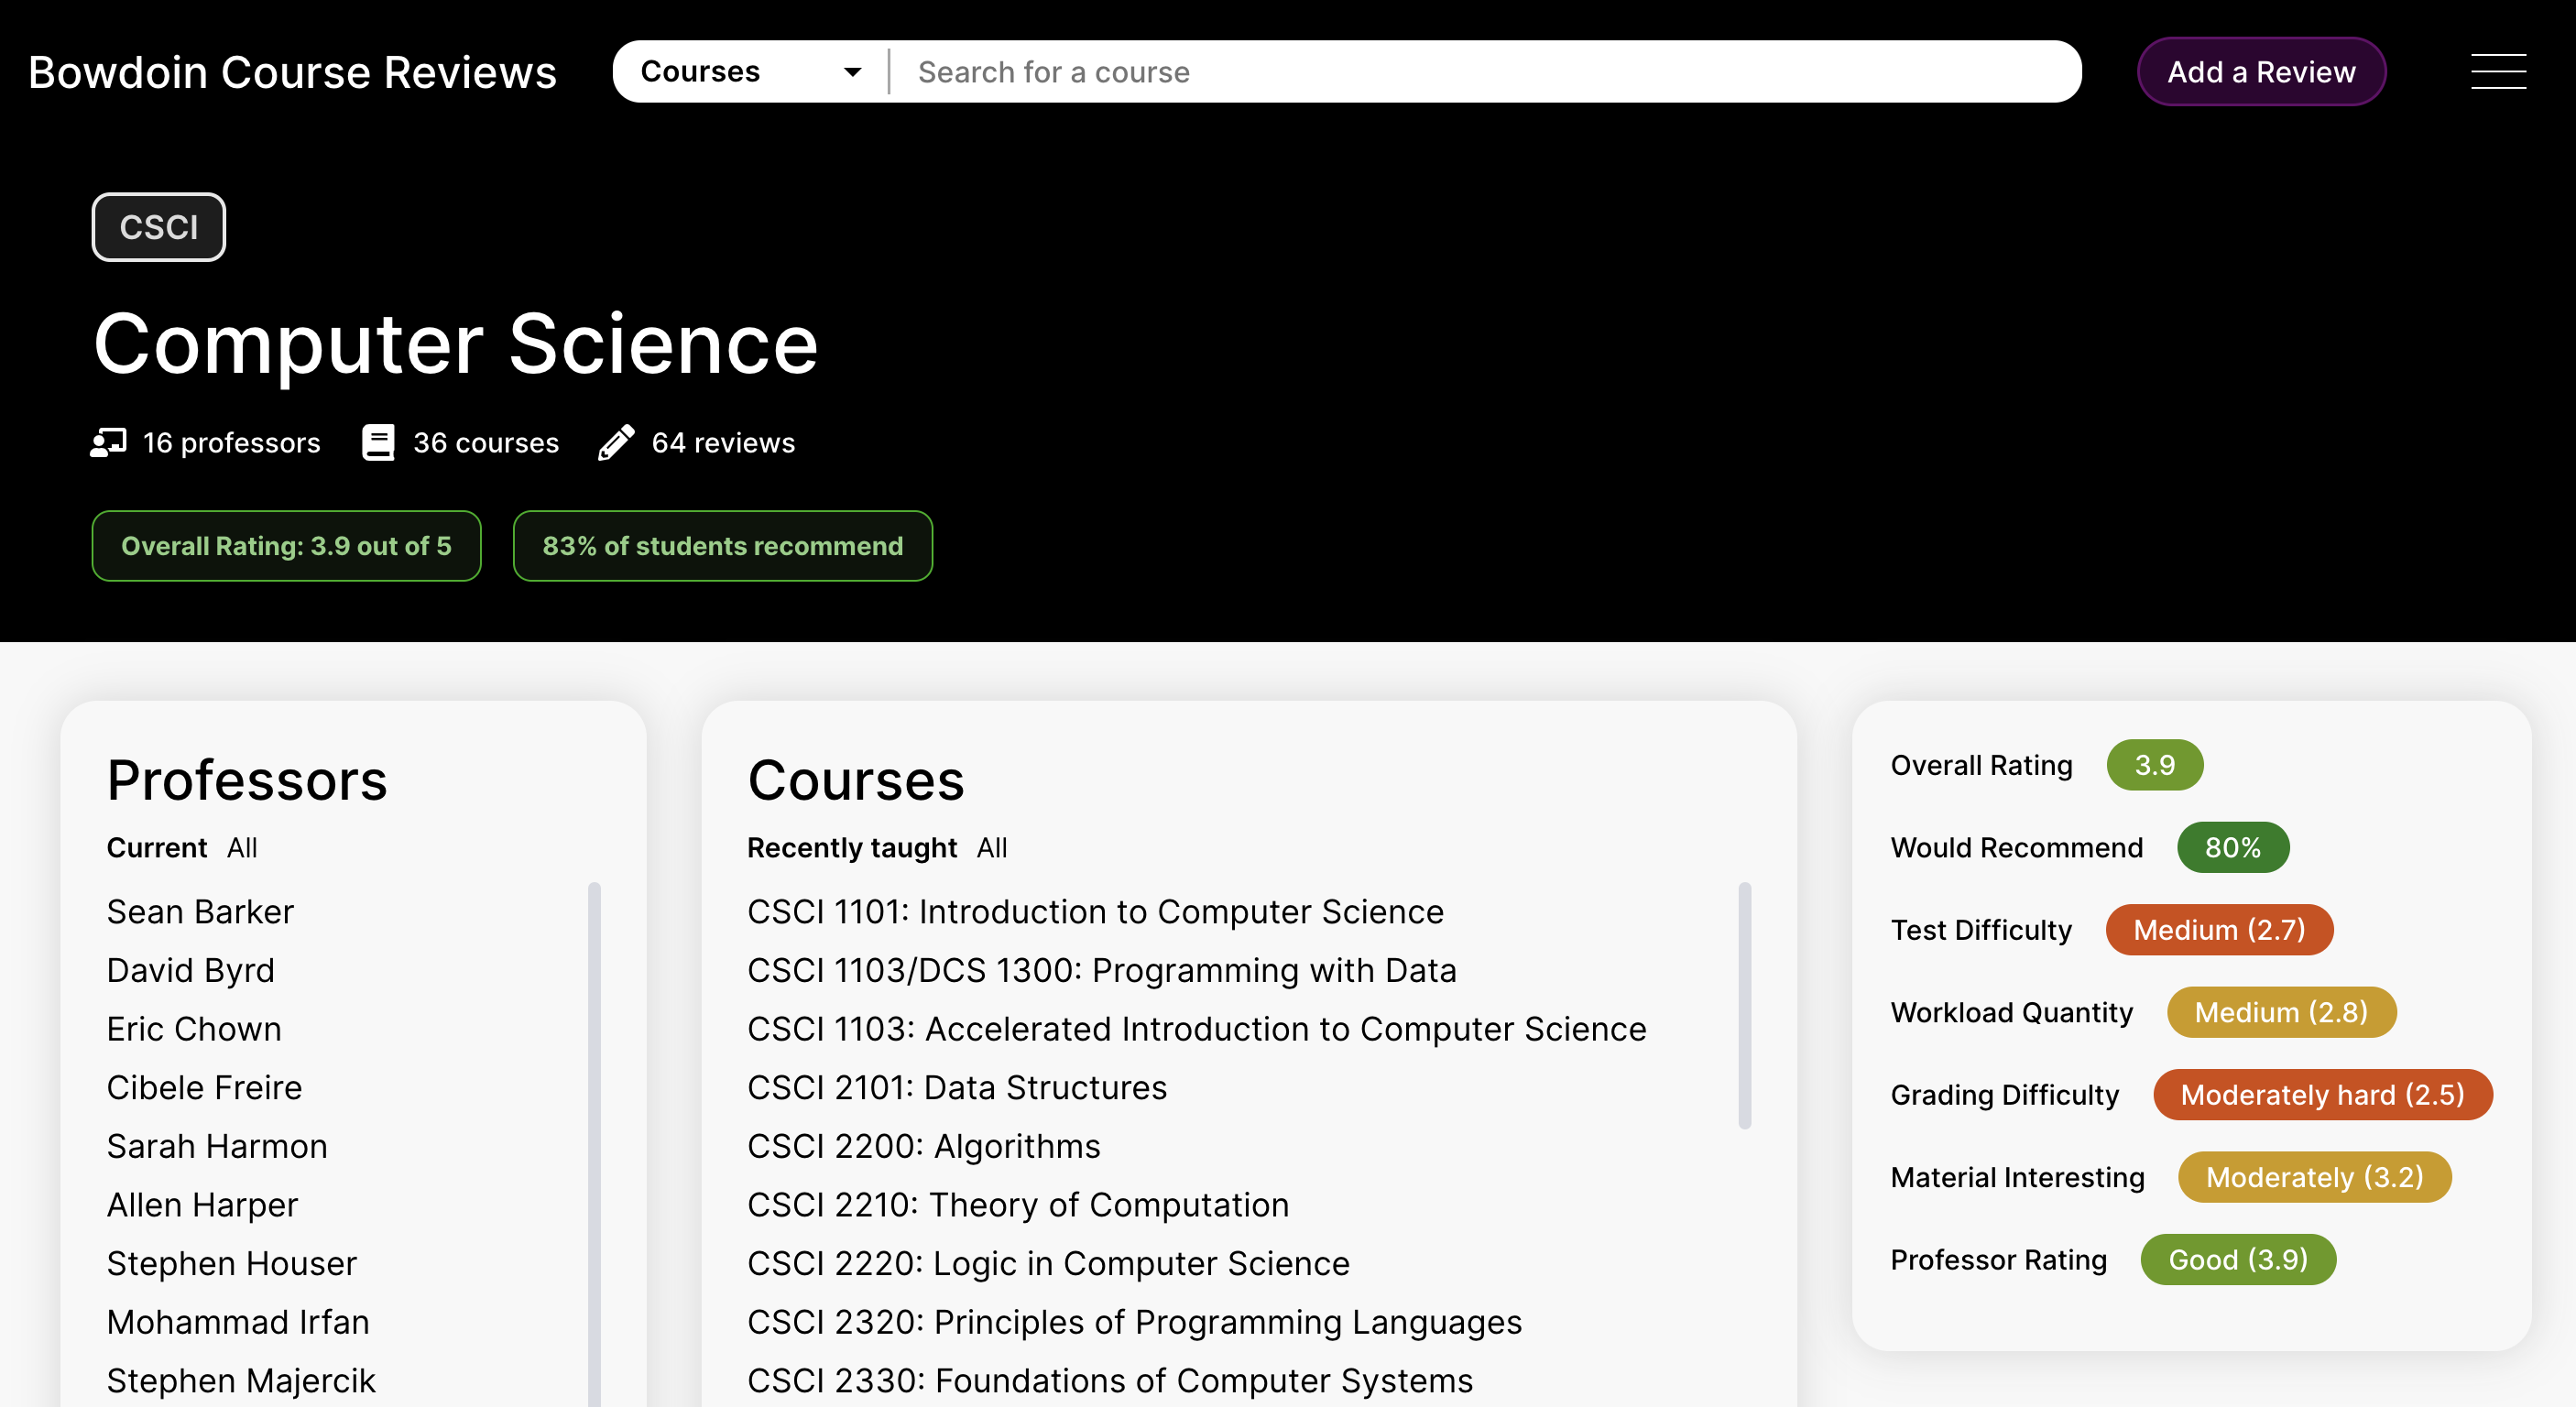 Bowdoin Course Reviews
Courses
Search for a course
Add a Review
CSCI
Computer Science
16 professors
36 courses
64 reviews
Overall Rating: 3.9 out of 5
83% of students recommend
Professors
Current All
Sean Barker
David Byrd
Eric Chown
Cibele Freire
Sarah Harmon
Allen Harper
Stephen Houser
Mohammad Irfan
Stephen Majercik
Courses
Recently taught All
CSCI 1101: Introduction to Computer Science
CSCI 1103/DCS 1300: Programming with Data
CSCI 1103: Accelerated Introduction to Computer Science
CSCI 2101: Data Structures
CSCI 2200: Algorithms
CSCI 2210: Theory of Computation
CSCI 2220: Logic in Computer Science
CSCI 2320: Principles of Programming Languages
CSCI 2330: Foundations of Computer Systems
Overall Rating 3.9
Would Recommend 80%
Test Difficulty Medium (2.7)
Workload Quantity Medium (2.8)
Grading Difficulty Moderately hard (2.5)
Material Interesting Moderately (3.2)
Professor Rating Good (3.9)